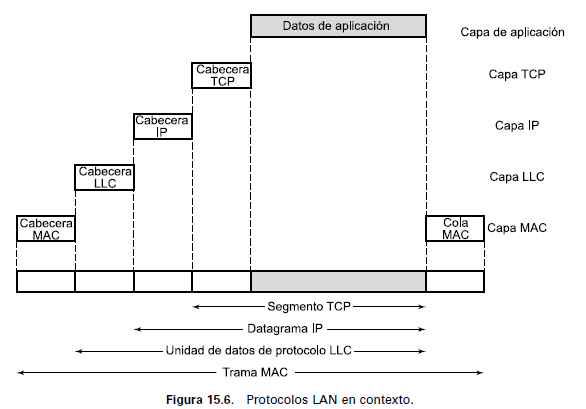 Datos de aplicación
Capa de aplicación
Cabecera
TCP
Capa TCP
Cabecera
IP
Capa IP
Cabecera
LLC
Capa LLC
Cabecera
MAC
Cola
MAC
Capa MAC
Segmento TCP
Datagrama IP
Unidad de datos de protocolo LLC
Trama MAC
Figura 15.6. Protocolos LAN en contexto.